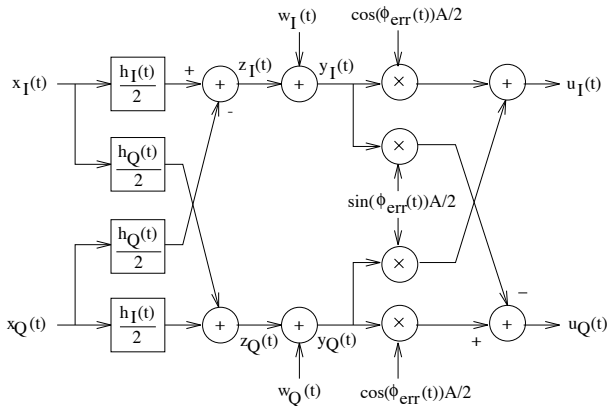 w_I(t)
cos(ϕ_err(t))A/2
x_I(t)
h_I(t)
2
+
+
z_I(t)
+
y_I(t)
×
+
u_I(t)
-
h_Q(t)
2
×
sin(ϕ_err(t))A/2
h_Q(t)
2
×
−
x_Q(t)
h_I(t)
2
+
z_Q(t)
+
y_Q(t)
×
+
+
u_Q(t)
w_Q(t)
cos(ϕ_err(t))A/2